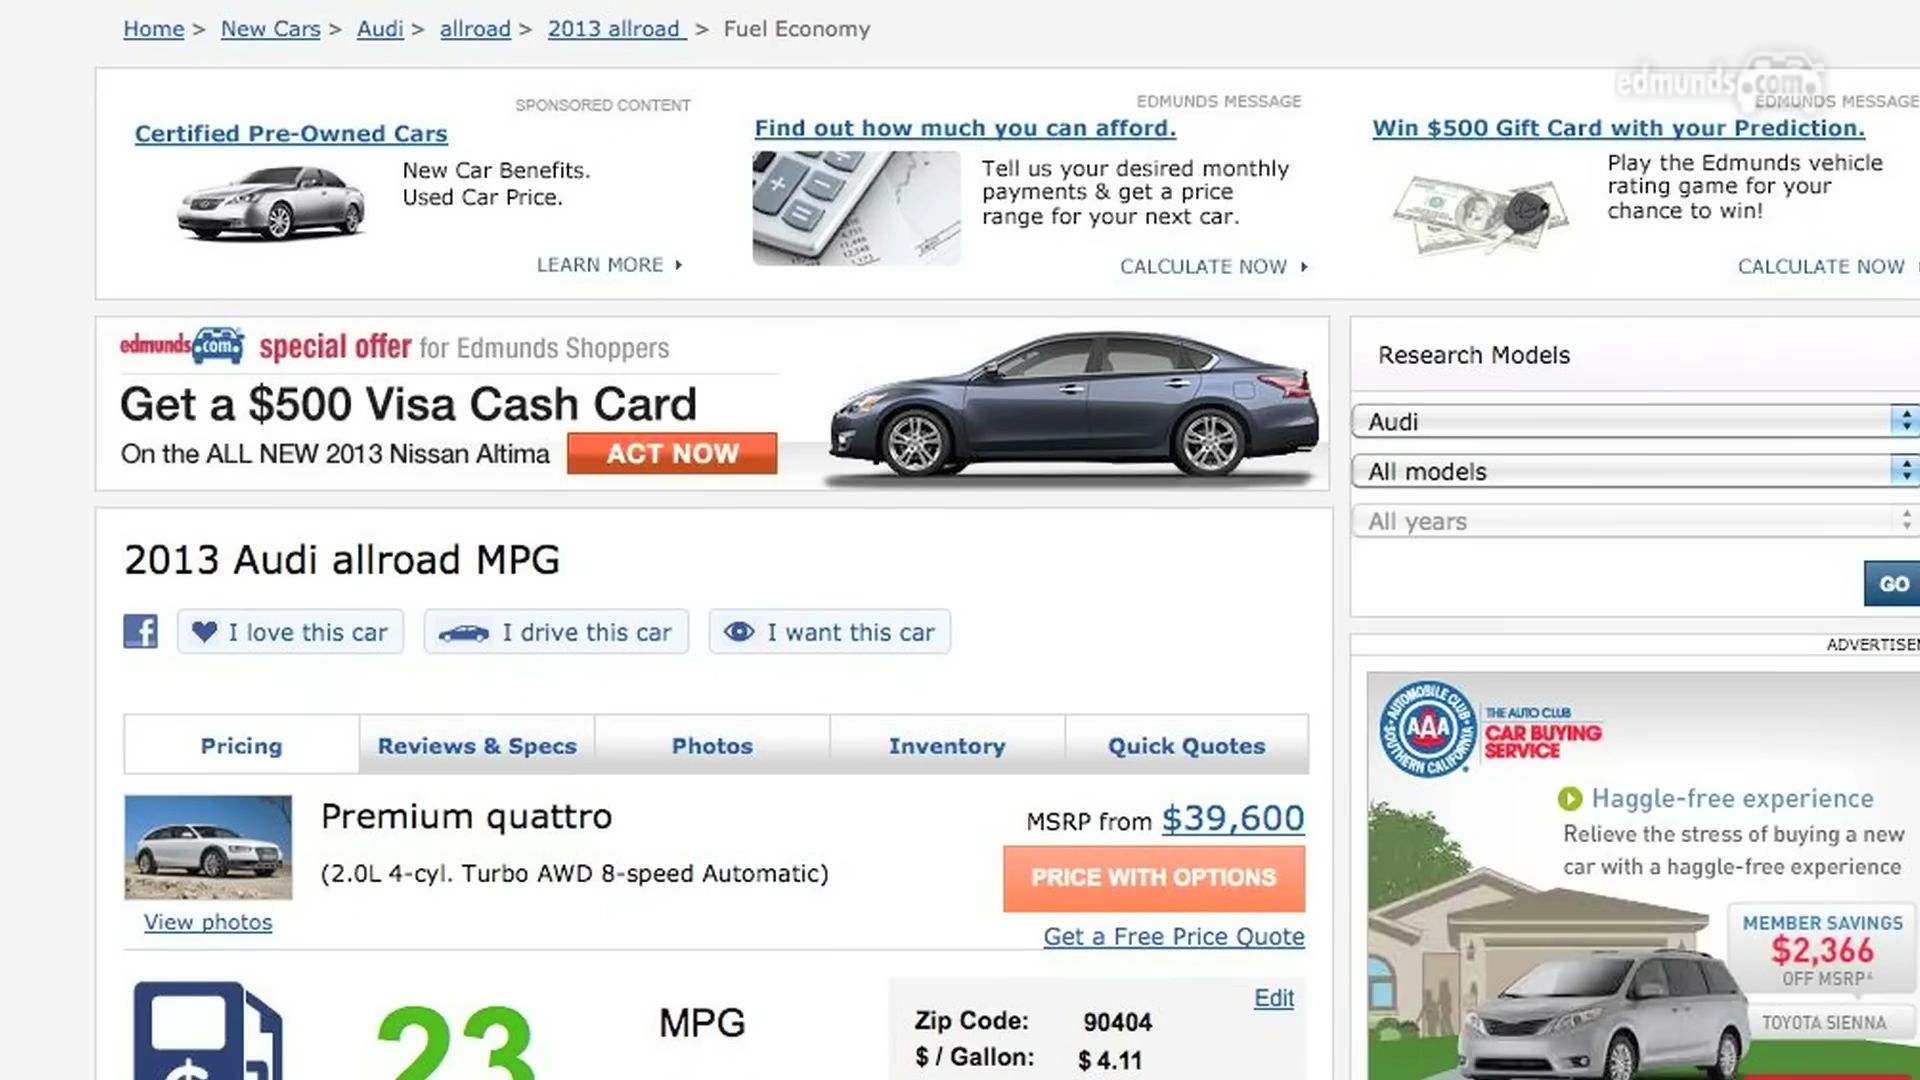 Home > New Cars > Audi > allroad > 2013 allroad > Fuel Economy
edmunds.com
SPONSORED CONTENT
Certified Pre-Owned Cars
New Car Benefits.
Used Car Price.
LEARN MORE
EDMUNDS MESSAGE
Find out how much you can afford.
Tell us your desired monthly
payments & get a price
range for your next car.
CALCULATE NOW
EDMUNDS MESSAGE
Win $500 Gift Card with your Prediction.
Play the Edmunds vehicle
rating game for your
chance to win!
CALCULATE NOW
edmunds.com special offer for Edmunds Shoppers
Get a $500 Visa Cash Card
On the ALL NEW 2013 Nissan Altima ACT NOW
Research Models
Audi
All models
All years
GO
2013 Audi allroad MPG
f I love this car I drive this car I want this car
Pricing Reviews & Specs Photos Inventory Quick Quotes
Premium quattro
(2.0L 4-cyl. Turbo AWD 8-speed Automatic)
View photos
MSRP from $39,600
PRICE WITH OPTIONS
Get a Free Price Quote
$
23
MPG
Edit
Zip Code: 90404
$ / Gallon: $ 4.11
ADVERTISEM
AUTOMOBILE CLUB
AAA
SOUTHERN CALIFORNIA
THE AUTO CLUB
CAR BUYING
SERVICE
Haggle-free experience
Relieve the stress of buying a new
car with a haggle-free experience
MEMBER SAVINGS
$2,366
OFF MSRP
TOYOTA SIENNA